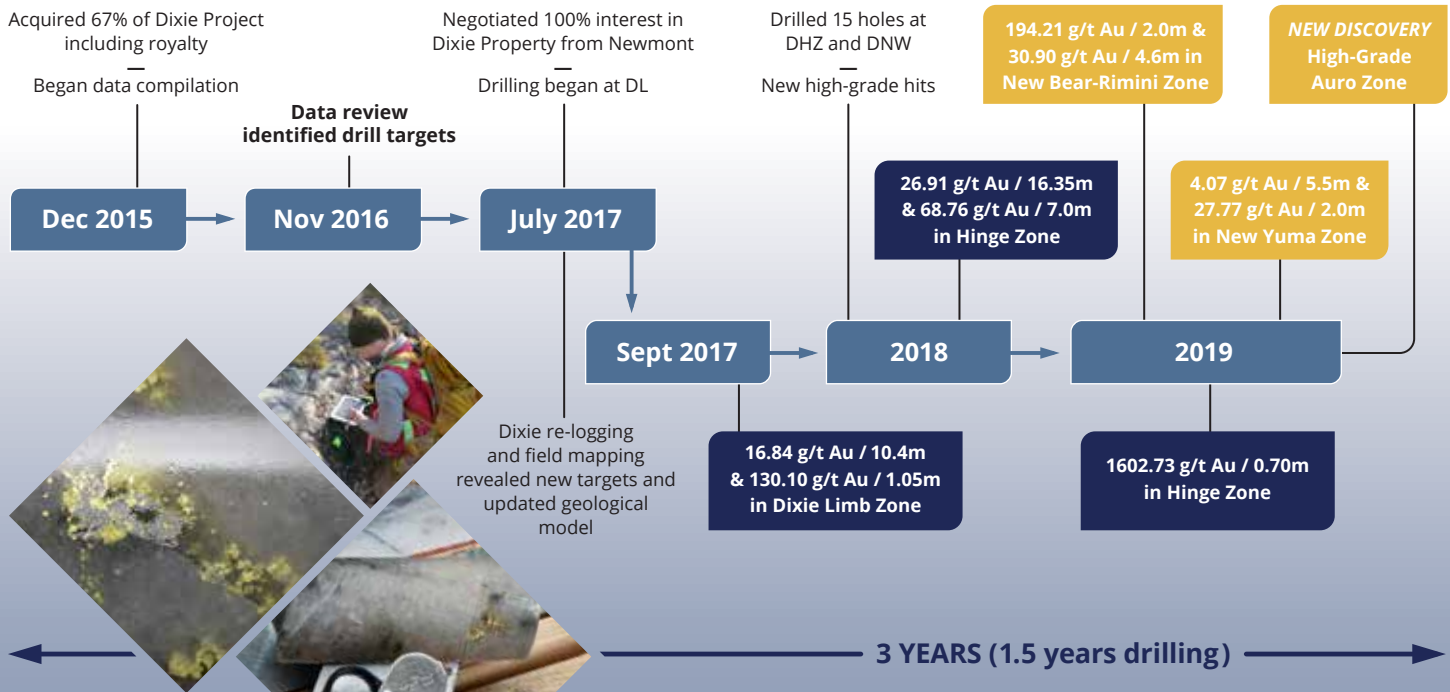 Acquired 67% of Dixie Project
including royalty
—
Began data compilation
Dec 2015
Data review
identified drill targets
Nov 2016
Negotiated 100% interest in
Dixie Property from Newmont
—
Drilling began at DL
July 2017
Dixie re-logging
and field mapping
revealed new targets and
updated geological
model
Sept 2017
16.84 g/t Au / 10.4m
& 130.10 g/t Au / 1.05m
in Dixie Limb Zone
Drilled 15 holes at
DHZ and DNW
—
New high-grade hits
26.91 g/t Au / 16.35m
& 68.76 g/t Au / 7.0m
in Hinge Zone
2018
194.21 g/t Au / 2.0m &
30.90 g/t Au / 4.6m in
New Bear-Rimini Zone
4.07 g/t Au / 5.5m &
27.77 g/t Au / 2.0m
in New Yuma Zone
NEW DISCOVERY
High-Grade
Auro Zone
2019
1602.73 g/t Au / 0.70m
in Hinge Zone
3 YEARS (1.5 years drilling)